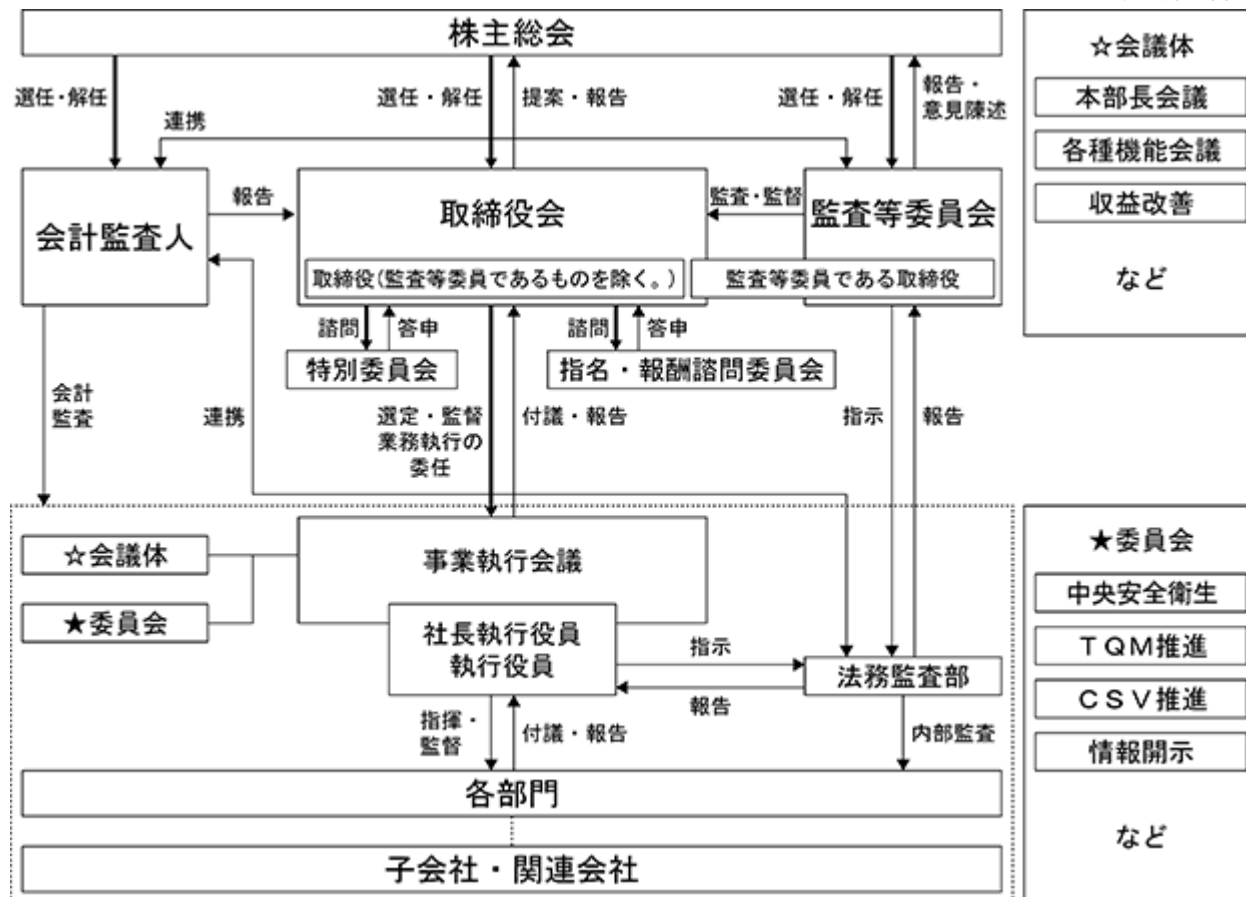 株主総会
選任・解任
選任・解任
提案・報告
選任・解任
報告・
意見陳述
連携
会計監査人
報告
取締役会
監査・監督
監査等委員会
取締役(監査等委員であるものを除く。)
監査等委員である取締役
諮問
答申
諮問
答申
特別委員会
指名・報酬諮問委員会
会計
監査
連携
選定・監督
業務執行の
委任
付議・報告
指示
報告
☆会議体
★委員会
事業執行会議
社長執行役員
執行役員
指示
報告
法務監査部
指揮・
監督
付議・報告
内部監査
各部門
子会社・関連会社
☆会議体
本部長会議
各種機能会議
収益改善
など
★委員会
中央安全衛生
TQM推進
CSV推進
情報開示
など